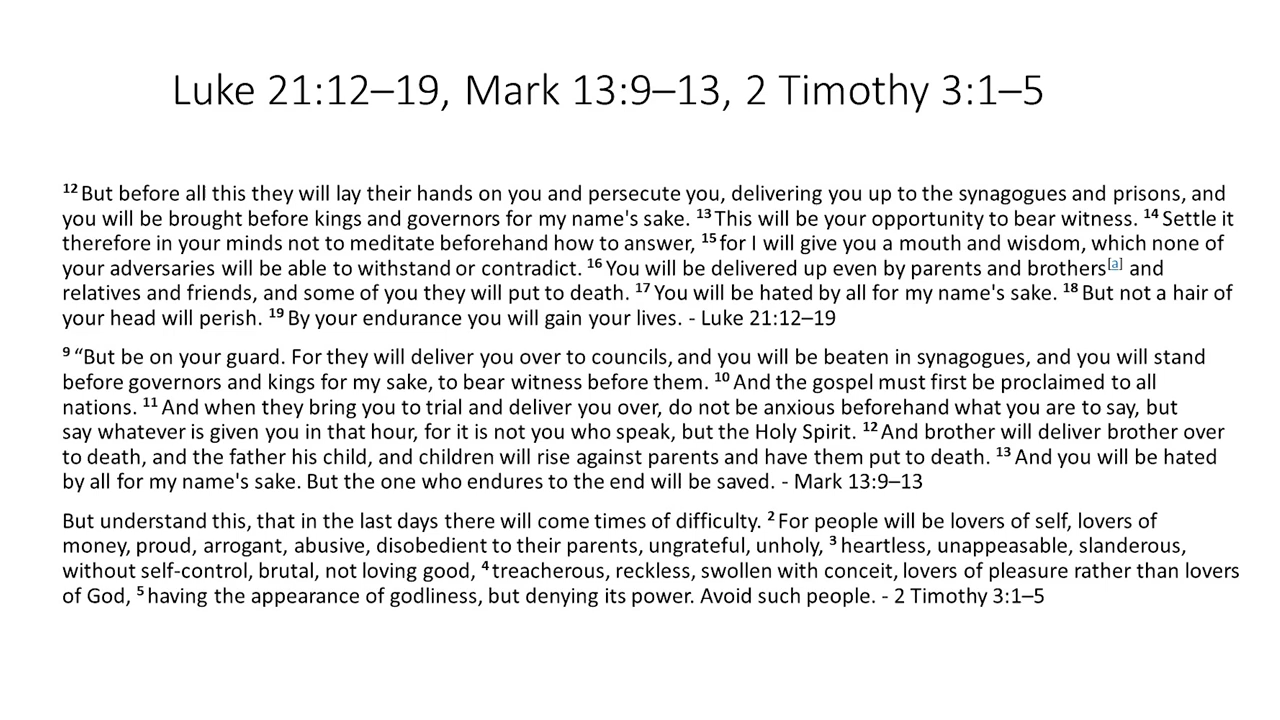 Luke 21:12–19, Mark 13:9–13, 2 Timothy 3:1–5
12 But before all this they will lay their hands on you and persecute you, delivering you up to the synagogues and prisons, and
you will be brought before kings and governors for my name's sake. 13 This will be your opportunity to bear witness. 14 Settle it
therefore in your minds not to meditate beforehand how to answer, 15 for I will give you a mouth and wisdom, which none of
your adversaries will be able to withstand or contradict. 16 You will be delivered up even by parents and brothers[a] and
relatives and friends, and some of you they will put to death. 17 You will be hated by all for my name's sake. 18 But not a hair of
your head will perish. 19 By your endurance you will gain your lives. - Luke 21:12–19
9 “But be on your guard. For they will deliver you over to councils, and you will be beaten in synagogues, and you will stand
before governors and kings for my sake, to bear witness before them. 10 And the gospel must first be proclaimed to all
nations. 11 And when they bring you to trial and deliver you over, do not be anxious beforehand what you are to say, but
say whatever is given you in that hour, for it is not you who speak, but the Holy Spirit. 12 And brother will deliver brother over
to death, and the father his child, and children will rise against parents and have them put to death. 13 And you will be hated
by all for my name's sake. But the one who endures to the end will be saved. - Mark 13:9–13
But understand this, that in the last days there will come times of difficulty. 2 For people will be lovers of self, lovers of
money, proud, arrogant, abusive, disobedient to their parents, ungrateful, unholy, 3 heartless, unappeasable, slanderous,
without self-control, brutal, not loving good, 4 treacherous, reckless, swollen with conceit, lovers of pleasure rather than lovers
of God, 5 having the appearance of godliness, but denying its power. Avoid such people. - 2 Timothy 3:1–5